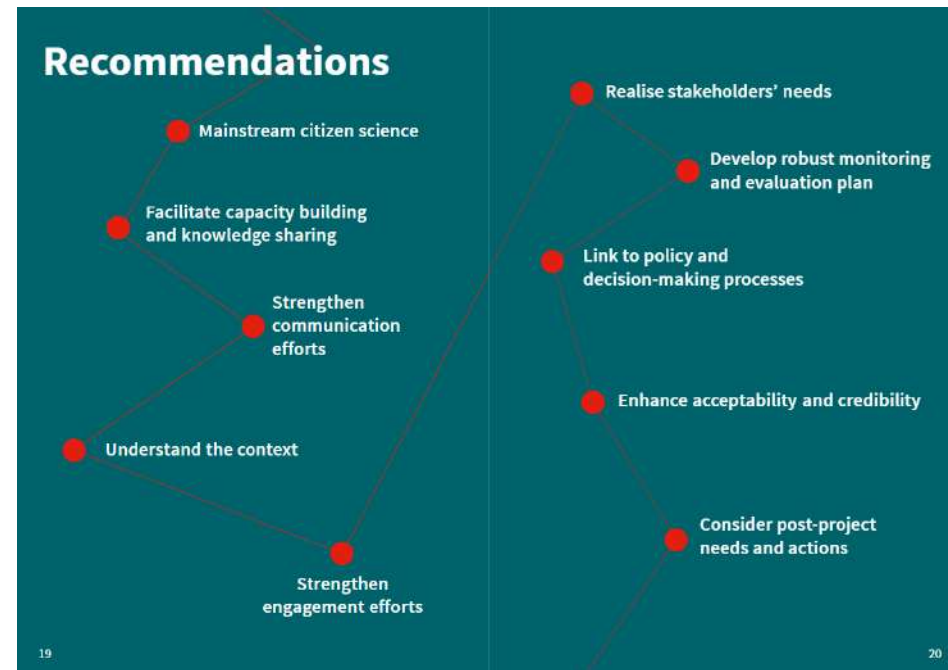 Recommendations
Mainstream citizen science
Facilitate capacity building
and knowledge sharing
Strengthen
communication
efforts
Understand the context
Strengthen
engagement efforts
19
Realise stakeholders’ needs
Develop robust monitoring
and evaluation plan
Link to policy and
decision-making processes
Enhance acceptability and credibility
Consider post-project
needs and actions
20